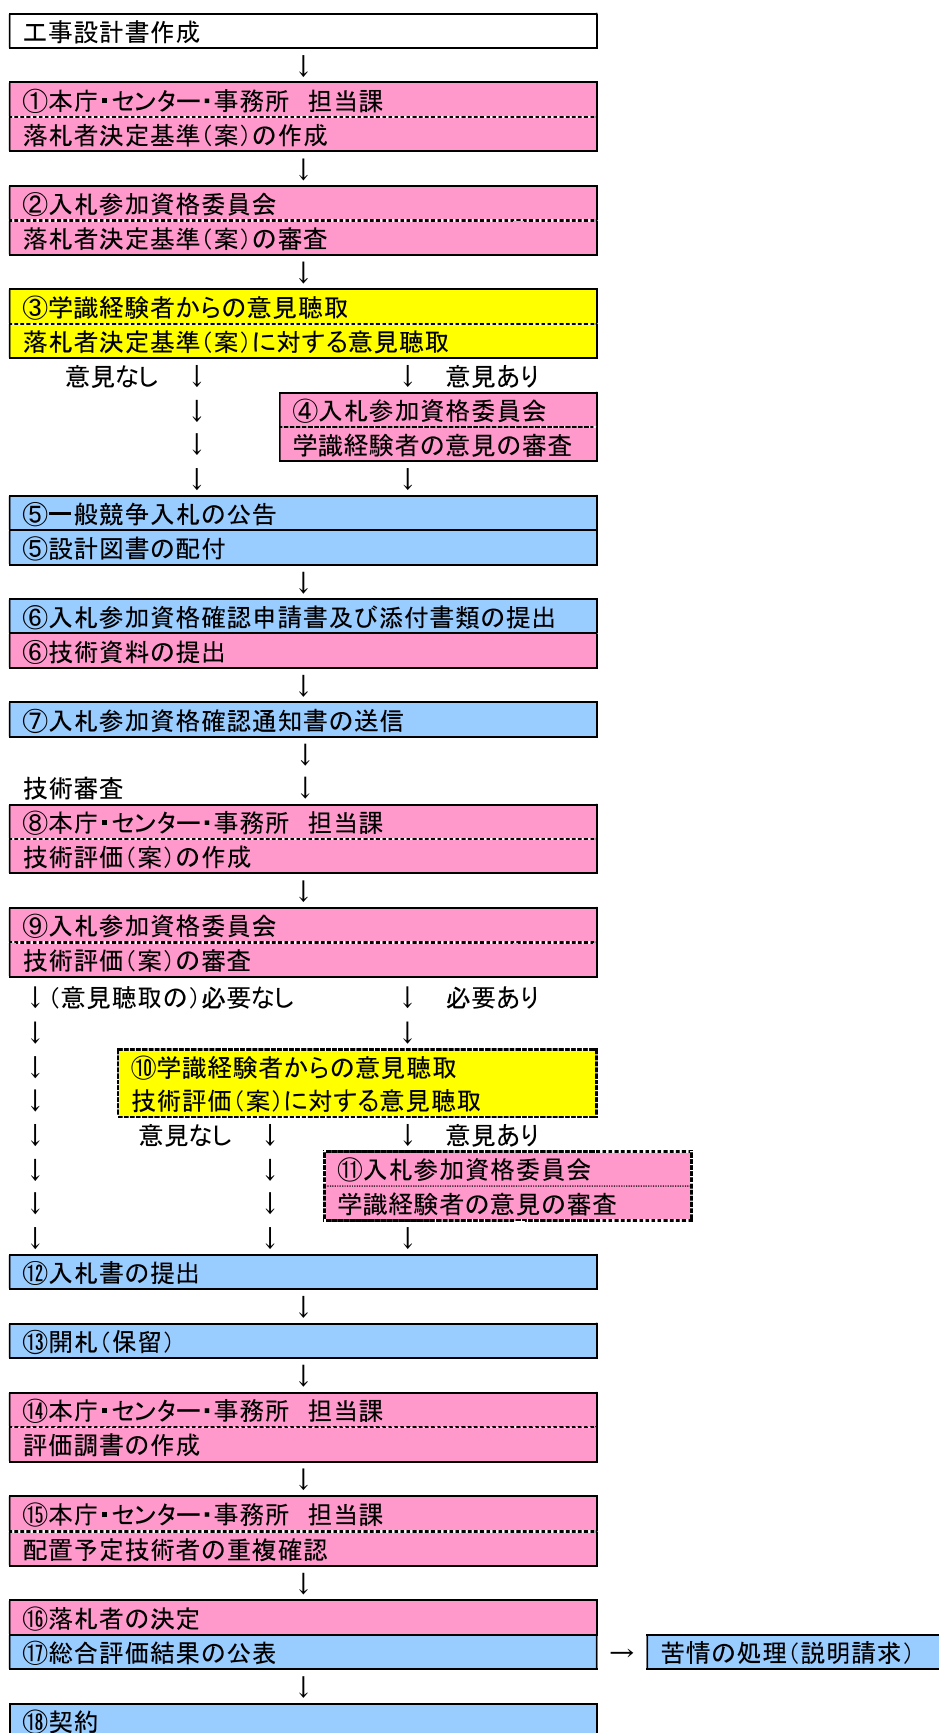 工事設計書作成
↓
①本庁・センター・事務所　担当課
落札者決定基準（案）の作成
↓
②入札参加資格委員会
落札者決定基準（案）の審査
↓
③学識経験者からの意見聴取
落札者決定基準（案）に対する意見聴取
意見なし　↓　↓　意見あり
↓　④入札参加資格委員会
↓　学識経験者の意見の審査
↓　↓
⑤一般競争入札の公告
⑤設計図書の配付
↓
⑥入札参加資格確認申請書及び添付書類の提出
⑥技術資料の提出
↓
⑦入札参加資格確認通知書の送信
↓
技術審査　↓
⑧本庁・センター・事務所　担当課
技術評価（案）の作成
↓
⑨入札参加資格委員会
技術評価（案）の審査
↓（意見聴取の）必要なし　↓　必要あり
↓　↓
↓　⑩学識経験者からの意見聴取
↓　技術評価（案）に対する意見聴取
↓　意見なし　↓　↓　意見あり
↓　↓　⑪入札参加資格委員会
↓　↓　学識経験者の意見の審査
↓　↓　↓
⑫入札書の提出
↓
⑬開札（保留）
↓
⑭本庁・センター・事務所　担当課
評価調書の作成
↓
⑮本庁・センター・事務所　担当課
配置予定技術者の重複確認
↓
⑯落札者の決定
⑰総合評価結果の公表　→　苦情の処理（説明請求）
↓
⑱契約